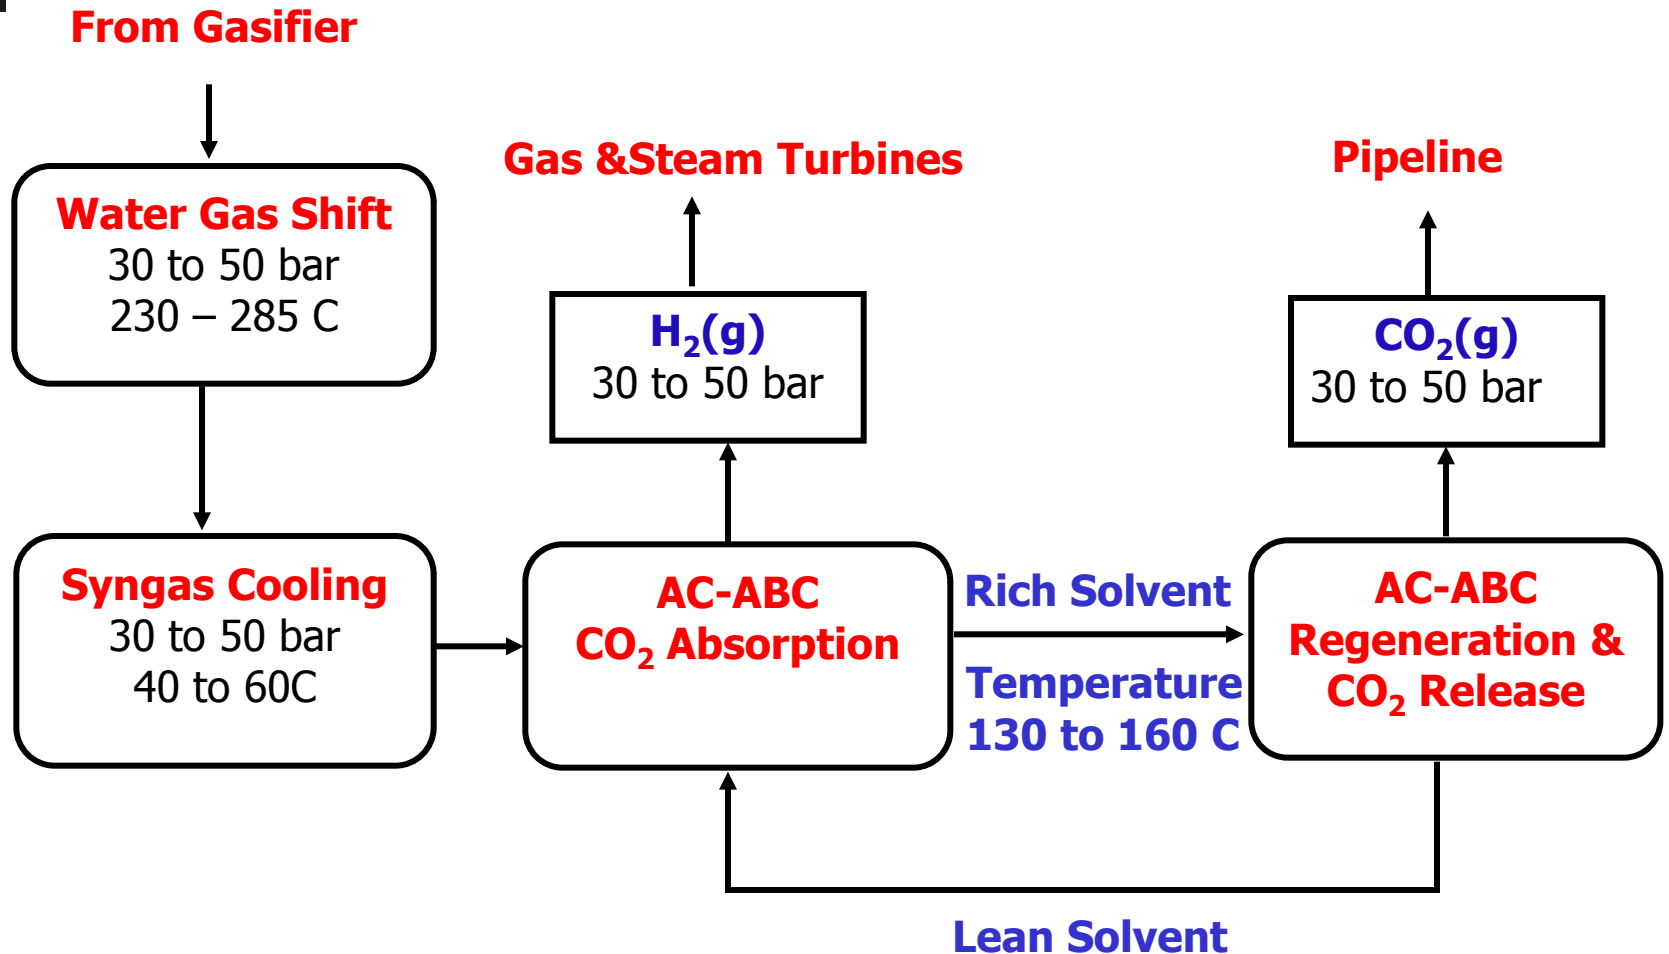 From Gasifier
Water Gas Shift
30 to 50 bar
230 – 285 C
Syngas Cooling
30 to 50 bar
40 to 60C
Gas &Steam Turbines
H₂(g)
30 to 50 bar
AC-ABC
CO₂ Absorption
Rich Solvent
Temperature
130 to 160 C
Pipeline
CO₂(g)
30 to 50 bar
AC-ABC
Regeneration &
CO₂ Release
Lean Solvent